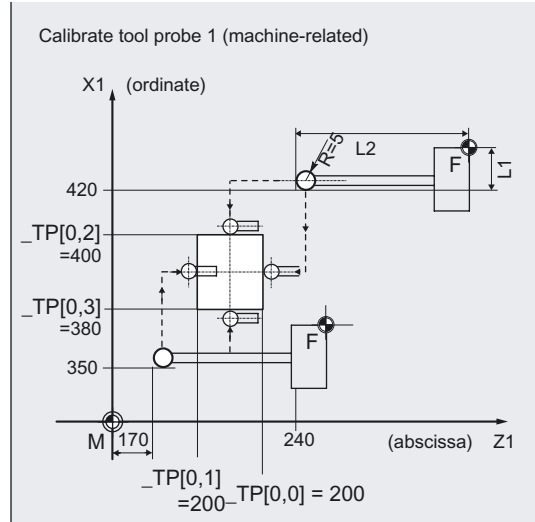 Calibrate tool probe 1 (machine-related)
X1 (ordinate)
R=5
L2
F
L1
420
_TP[0,2]
=400
_TP[0,3]
=380
F
350
M
170
240
(abscissa) Z1
_TP[0,1]
=200
_TP[0,0] = 200